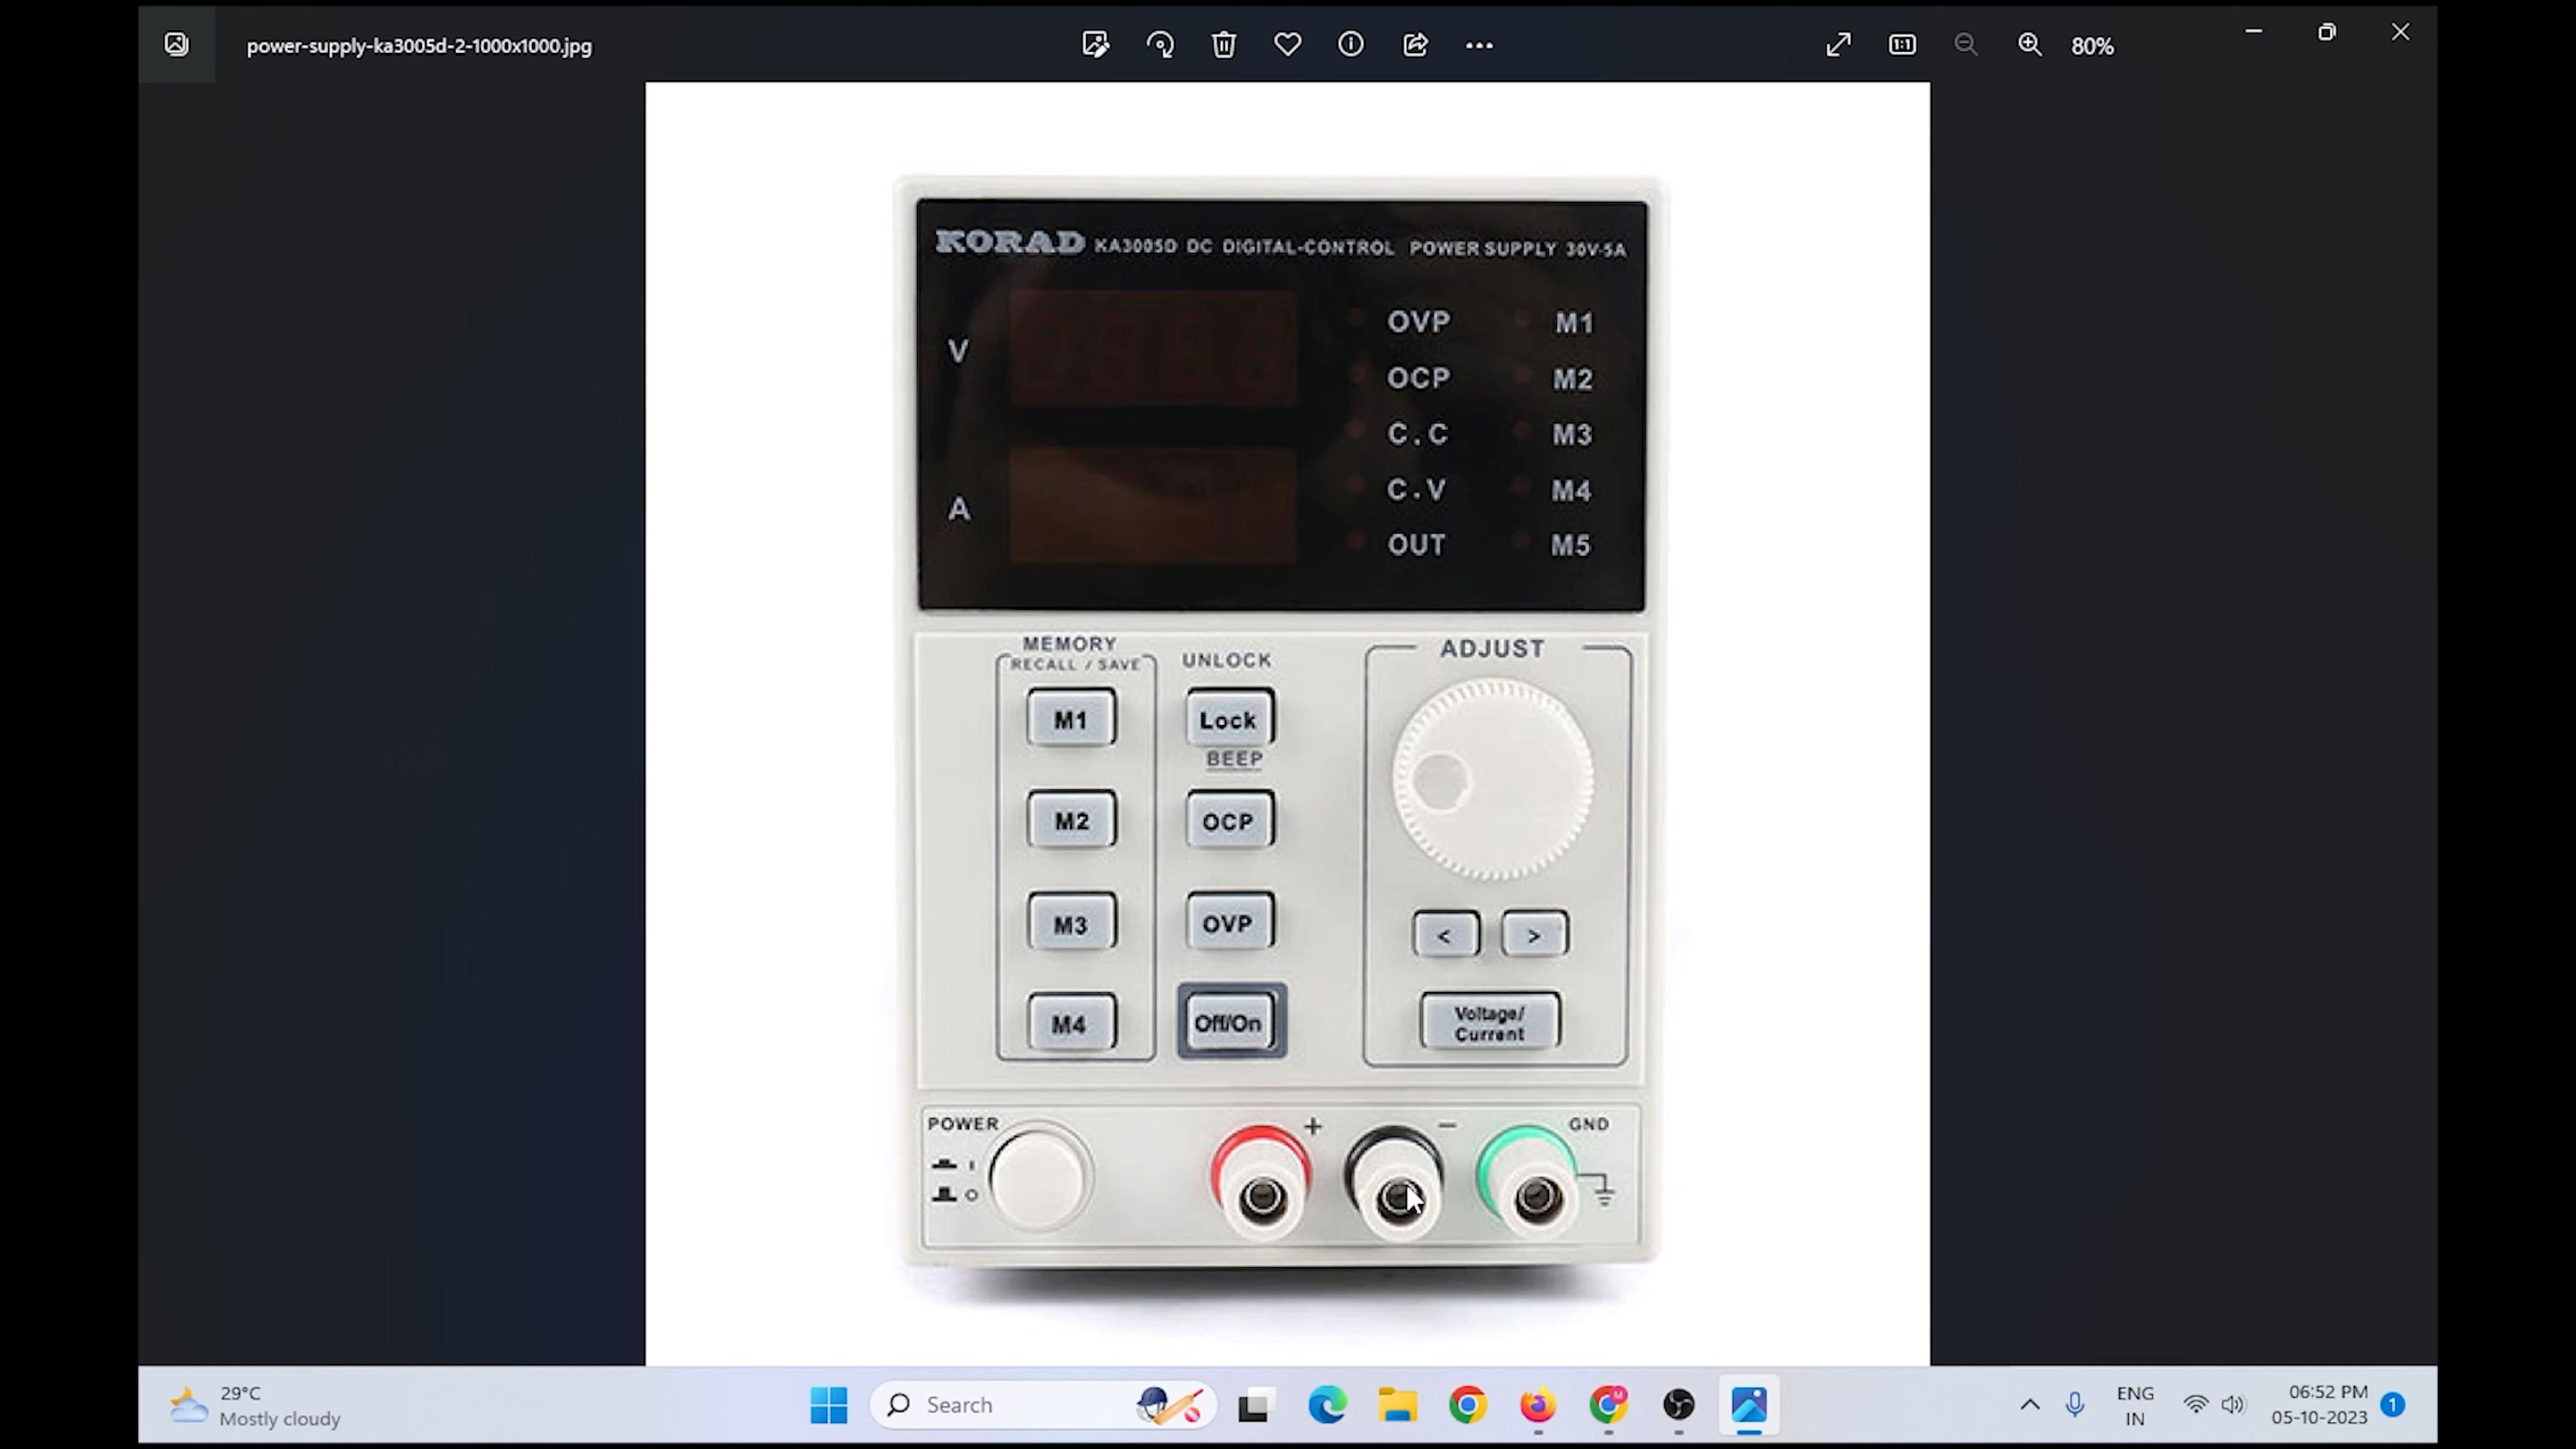 power-supply-ka3005d-2-1000x1000.jpg
80%
KORAD KA3005D DC DIGITAL-CONTROL POWER SUPPLY 30V-5A
V
A
OVP M1
OCP M2
C.C M3
C.V M4
OUT M5
MEMORY
RECALL / SAVE
UNLOCK
ADJUST
M1 Lock
BEEP
M2 OCP
M3 OVP
< >
M4 Off/On
Voltage/
Current
POWER
I
O
+
−
GND
29°C
Mostly cloudy
Search
ENG
IN
06:52 PM
05-10-2023
1